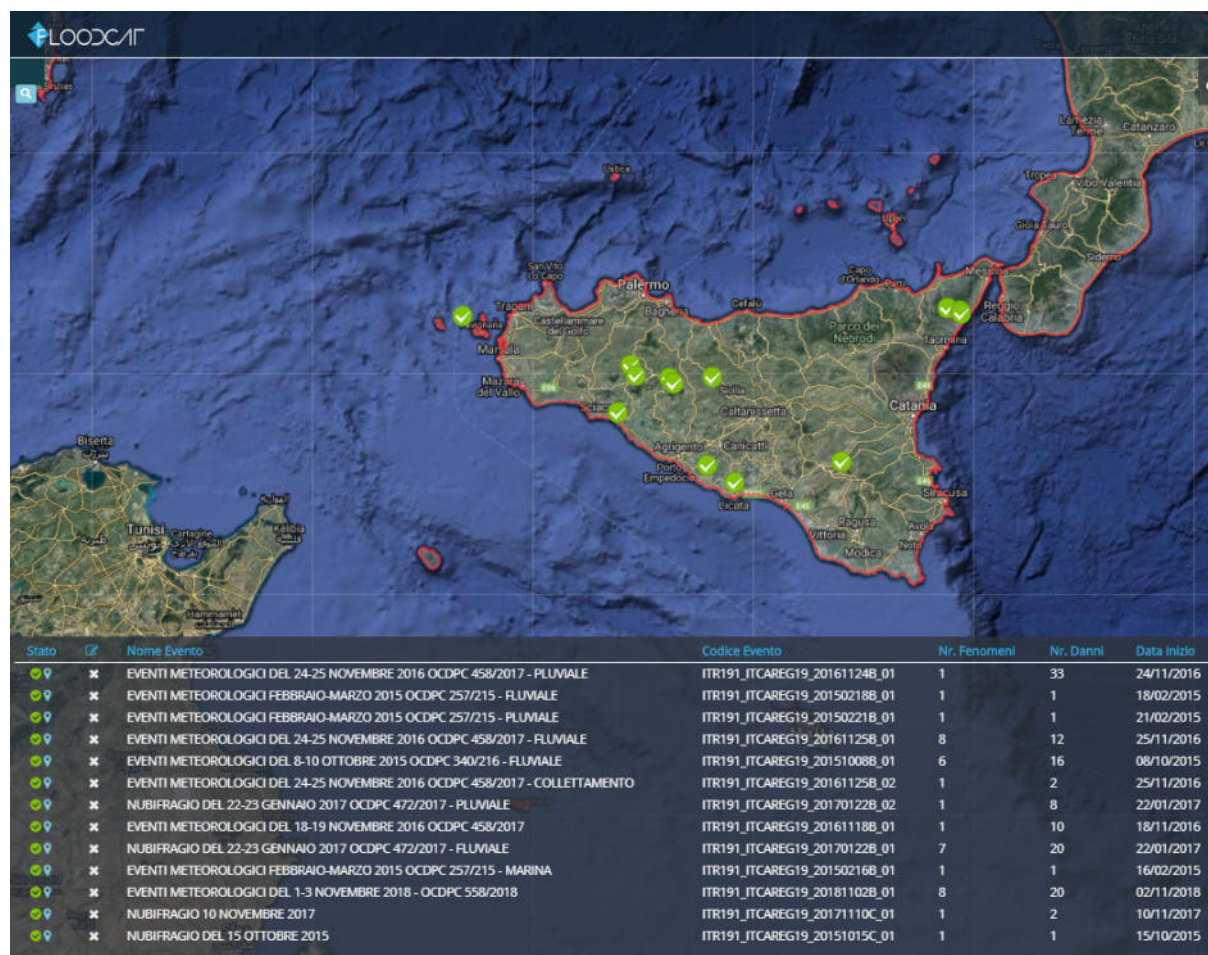 FLOODCAT
Lamezia
Terme
Catanzaro
Ustica
Tropea
Vibo Valentia
Lipari
Gioia Tauro
Siderno
San Vito
Lo Capo
Palermo
Capo
d'Orlando
Patti
Messina
Trapani
Bagheria
Cefalù
Reggio
Calabria
Castellammare
del Golfo
Parco dei
Nebrodi
Taormina
Marsala
Mazara
del Vallo
Sicilia
Catania
Caltanissetta
Biserta
بنزرت
Agrigento
Canicattì
Porto
Empedocle
E45
Gela
Siracusa
Licata
Tunisi
تونس
Cartagine
Kélibia
قليبية
Ragusa
Avola
Vittoria
Noto
Modica
Hammamet
Stato Nome Evento Codice Evento Nr. Fenomeni Nr. Danni Data inizio
EVENTI METEOROLOGICI DEL 24-25 NOVEMBRE 2016 OCDPC 458/2017 - PLUVIALE ITR191_ITCAREG19_20161124B_01 1 33 24/11/2016
EVENTI METEOROLOGICI FEBBRAIO-MARZO 2015 OCDPC 257/215 - FLUVIALE ITR191_ITCAREG19_20150218B_01 1 1 18/02/2015
EVENTI METEOROLOGICI FEBBRAIO-MARZO 2015 OCDPC 257/215 - PLUVIALE ITR191_ITCAREG19_20150221B_01 1 1 21/02/2015
EVENTI METEOROLOGICI DEL 24-25 NOVEMBRE 2016 OCDPC 458/2017 - FLUVIALE ITR191_ITCAREG19_20161125B_01 8 12 25/11/2016
EVENTI METEOROLOGICI DEL 8-10 OTTOBRE 2015 OCDPC 340/216 - FLUVIALE ITR191_ITCAREG19_20151008B_01 6 16 08/10/2015
EVENTI METEOROLOGICI DEL 24-25 NOVEMBRE 2016 OCDPC 458/2017 - COLLETTAMENTO ITR191_ITCAREG19_20161125B_02 1 2 25/11/2016
NUBIFRAGIO DEL 22-23 GENNAIO 2017 OCDPC 472/2017 - PLUVIALE ITR191_ITCAREG19_20170122B_02 1 8 22/01/2017
EVENTI METEOROLOGICI DEL 18-19 NOVEMBRE 2016 OCDPC 458/2017 ITR191_ITCAREG19_20161118B_01 1 10 18/11/2016
NUBIFRAGIO DEL 22-23 GENNAIO 2017 OCDPC 472/2017 - FLUVIALE ITR191_ITCAREG19_20170122B_01 7 20 22/01/2017
EVENTI METEOROLOGICI FEBBRAIO-MARZO 2015 OCDPC 257/215 - MARINA ITR191_ITCAREG19_20150216B_01 1 1 16/02/2015
EVENTI METEOROLOGICI DEL 1-3 NOVEMBRE 2018 - OCDPC 558/2018 ITR191_ITCAREG19_20181102B_01 8 20 02/11/2018
NUBIFRAGIO 10 NOVEMBRE 2017 ITR191_ITCAREG19_20171110C_01 1 2 10/11/2017
NUBIFRAGIO DEL 15 OTTOBRE 2015 ITR191_ITCAREG19_20151015C_01 1 1 15/10/2015